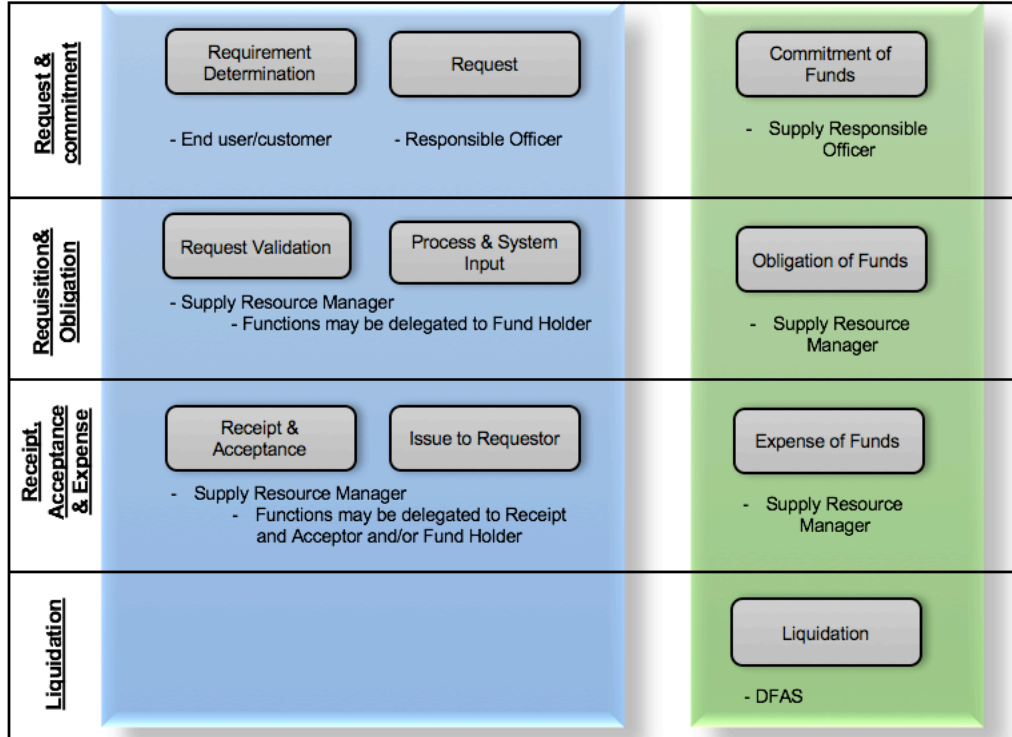 Request &
commitment
Requirement
Determination
Request
Commitment of
Funds
- End user/customer
- Responsible Officer
- Supply Responsible
Officer
Requisition&
Obligation
Request Validation
Process & System
Input
Obligation of Funds
- Supply Resource Manager
- Functions may be delegated to Fund Holder
- Supply Resource
Manager
Receipt,
Acceptance
& Expense
Receipt &
Acceptance
Issue to Requestor
Expense of Funds
- Supply Resource Manager
- Functions may be delegated to Receipt
and Acceptor and/or Fund Holder
- Supply Resource
Manager
Liquidation
Liquidation
- DFAS